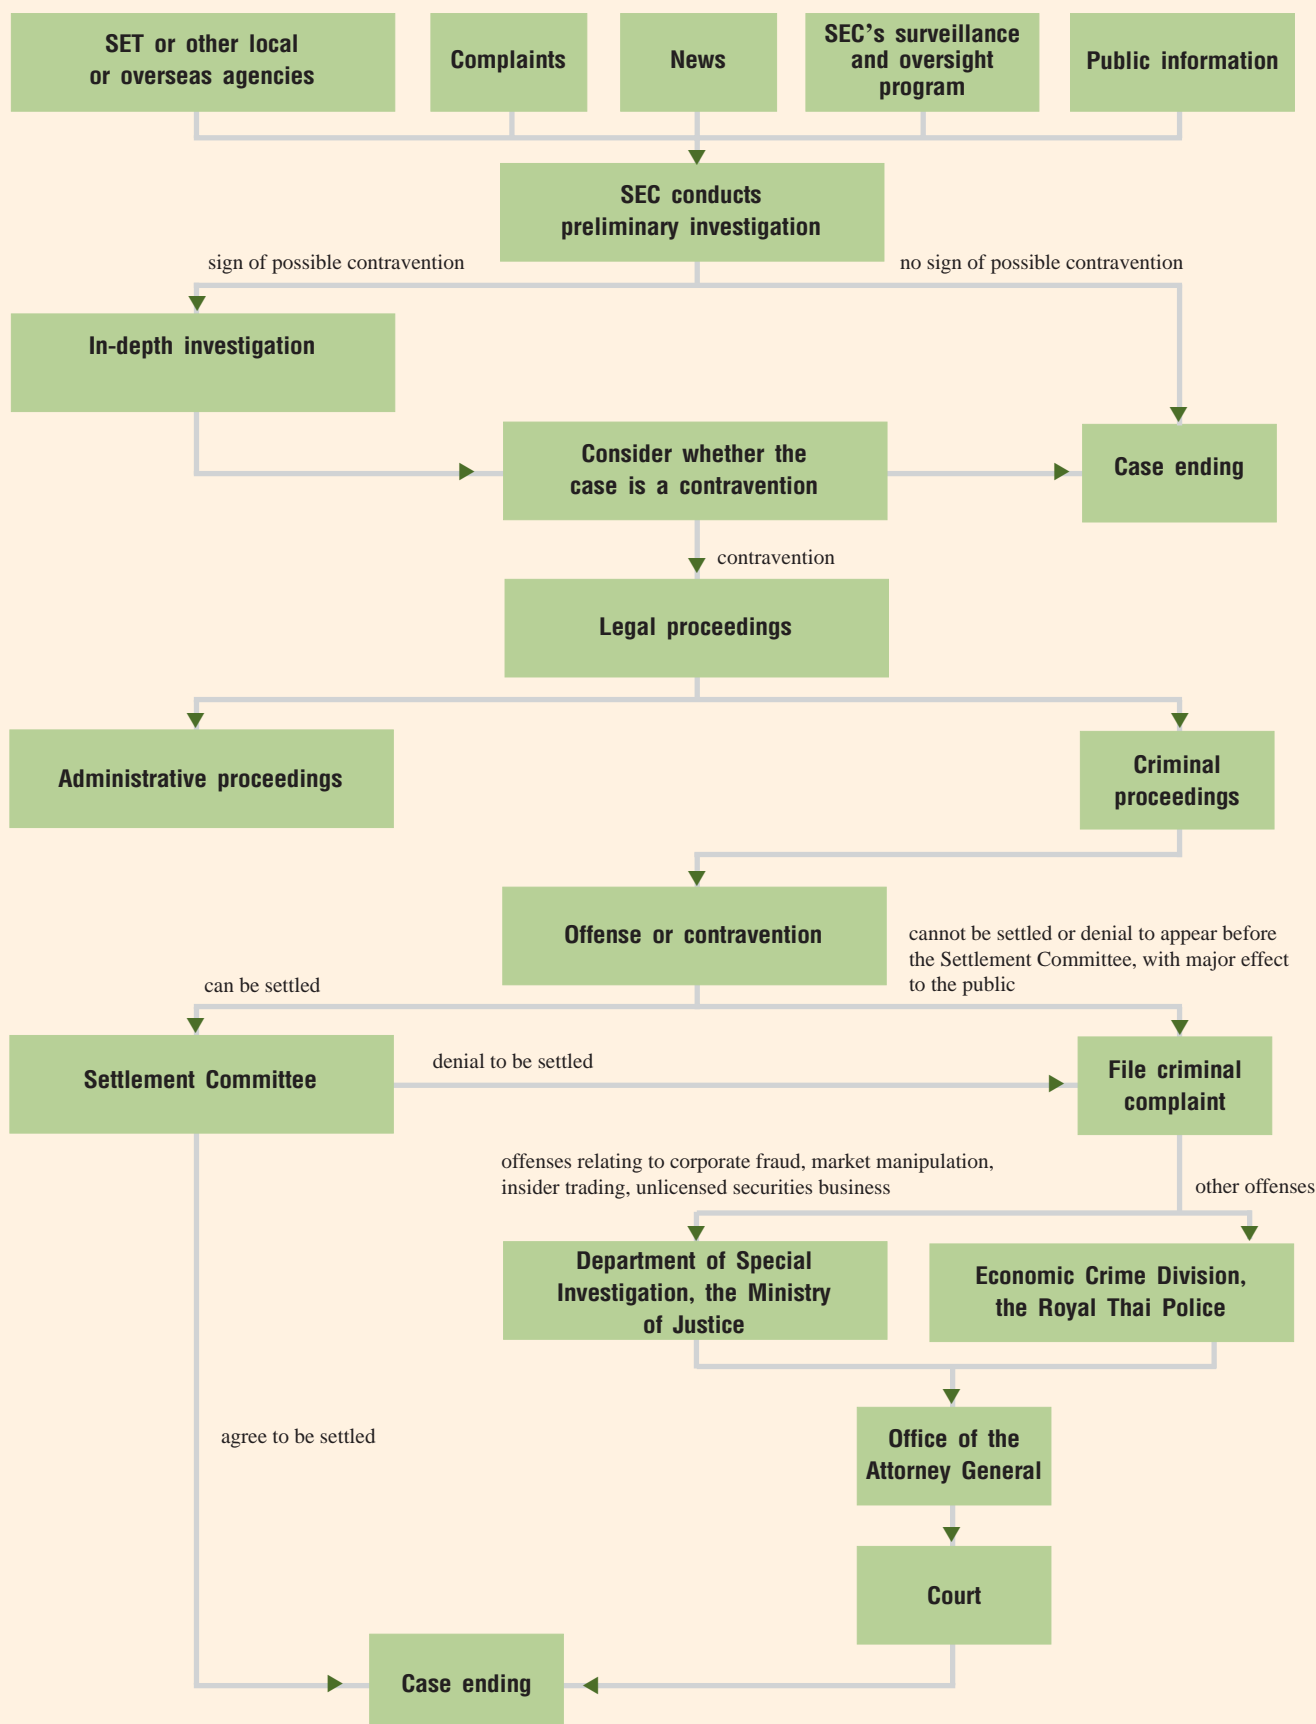 SET or other local
or overseas agencies
Complaints
News
SEC's surveillance
and oversight
program
Public information
SEC conducts
preliminary investigation
sign of possible contravention
no sign of possible contravention
In-depth investigation
Consider whether the
case is a contravention
Case ending
contravention
Legal proceedings
Administrative proceedings
Criminal
proceedings
Offense or contravention
cannot be settled or denial to appear before
the Settlement Committee, with major effect
to the public
can be settled
Settlement Committee
denial to be settled
File criminal
complaint
offenses relating to corporate fraud, market manipulation,
insider trading, unlicensed securities business
other offenses
Department of Special
Investigation, the Ministry
of Justice
Economic Crime Division,
the Royal Thai Police
agree to be settled
Office of the
Attorney General
Court
Case ending